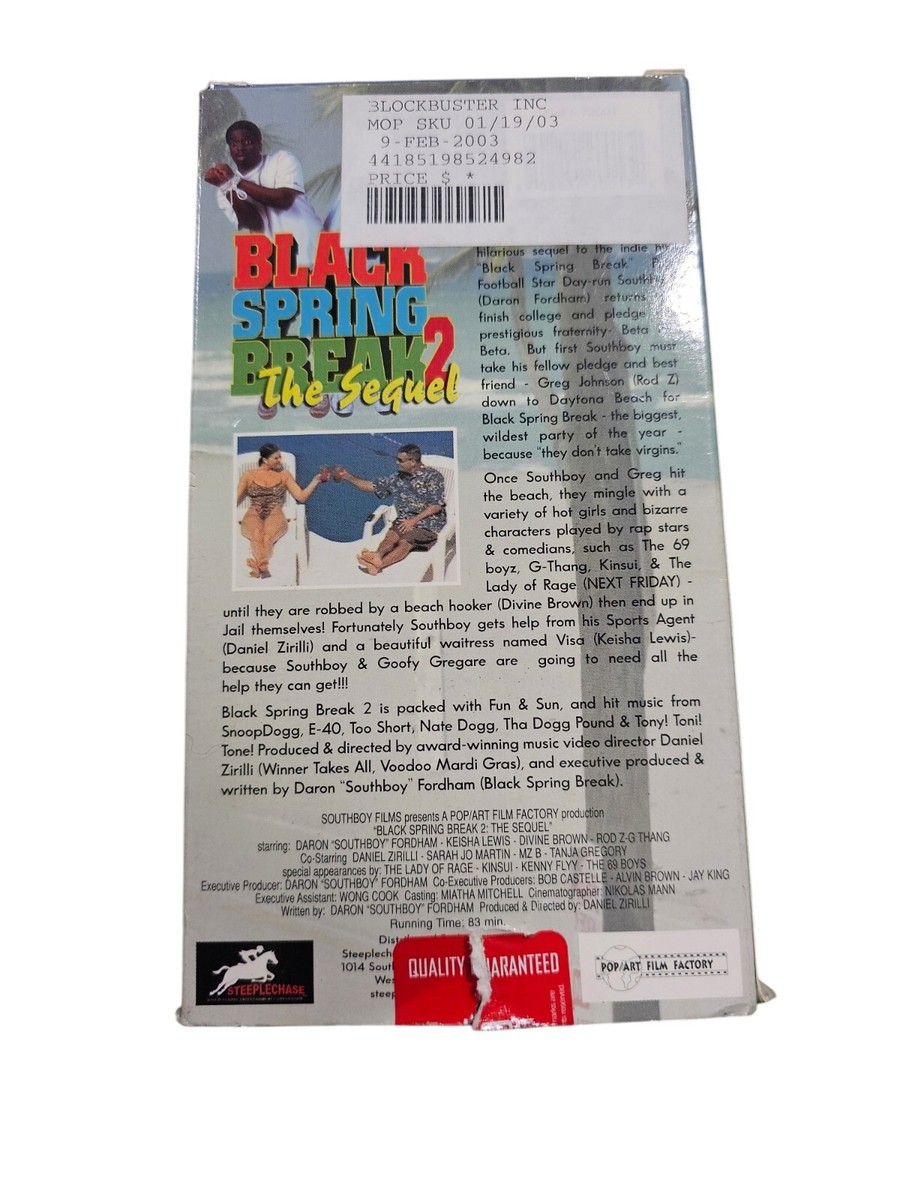 BLOCKBUSTER INC
MOP SKU 01/19/03
9-FEB-2003
44185198524982
PRICE $ *
BLACK
SPRING
BREAK 2
The Sequel
hilarious sequel to the indie
"Black Spring Break."
Football Star Day-run
(Daron Fordham) returns
finish college and pledge
prestigious fraternity- Beta
Beta. But first Southboy must
take his fellow pledge and best
friend - Greg Johnson (Rod Z)
down to Daytona Beach for
Black Spring Break - the biggest,
wildest party of the year -
because "they don't take virgins."
Once Southboy and Greg hit
the beach, they mingle with a
variety of hot girls and bizarre
characters played by rap stars
& comedians, such as The 69
boyz, G-Thang, Kinsui, & The
Lady of Rage (NEXT FRIDAY) -
until they are robbed by a beach hooker (Divine Brown) then end up in
Jail themselves! Fortunately Southboy gets help from his Sports Agent
(Daniel Zirilli) and a beautiful waitress named Visa (Keisha Lewis)-
because Southboy & Goofy Gregare are going to need all the
help they can get!!!
Black Spring Break 2 is packed with Fun & Sun, and hit music from
SnoopDogg, E-40, Too Short, Nate Dogg, Tha Dogg Pound & Tony! Toni!
Tone! Produced & directed by award-winning music video director Daniel
Zirilli (Winner Takes All, Voodoo Mardi Gras), and executive produced &
written by Daron "Southboy" Fordham (Black Spring Break).
SOUTHBOY FILMS presents A POP/ART FILM FACTORY production
"BLACK SPRING BREAK 2: THE SEQUEL"
starring: DARON "SOUTHBOY" FORDHAM - KEISHA LEWIS - DIVINE BROWN - ROD Z-G THANG
Co-Starring DANIEL ZIRILLI - SARAH JO MARTIN - MZ B - TANJA GREGORY
special appearances by: THE LADY OF RAGE - KINSUI - KENNY FLYY - THE 69 BOYS
Executive Producer: DARON "SOUTHBOY" FORDHAM Co-Executive Producers: BOB CASTELLE - ALVIN BROWN - JAY KING
Executive Assistant: WONG COOK Casting: MIATHA MITCHELL Cinematographer: NIKOLAS MANN
Written by: DARON "SOUTHBOY" FORDHAM Produced & Directed by: DANIEL ZIRILLI
Running Time: 83 min.
1014
QUALITY
STEEPLECHASE
POP/ART FILM FACTORY